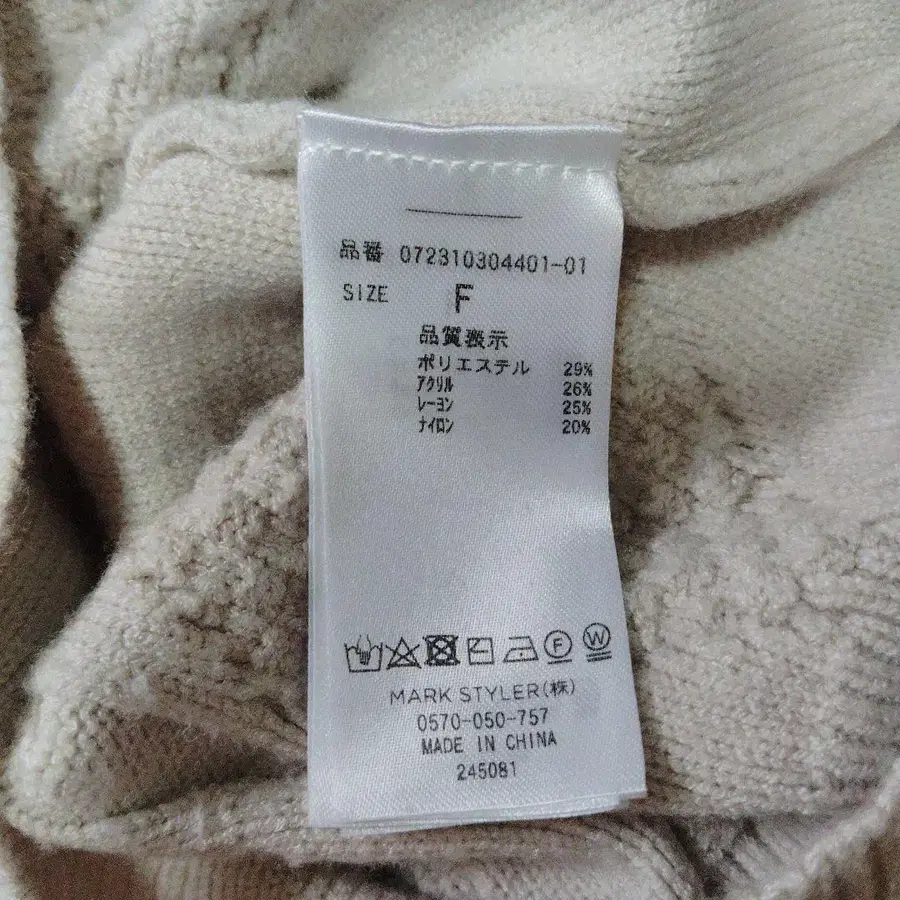 品番 072310304401-01
SIZE F
品質表示
ポリエステル 29%
アクリル 26%
レーヨン 25%
ナイロン 20%
F W
MARK STYLER(株)
0570-050-757
MADE IN CHINA
245081